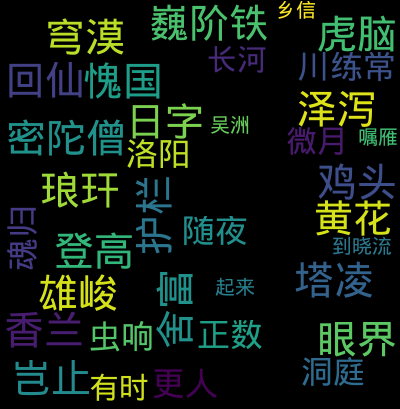 乡信
巍阶铁
虎脑
穹漠
长河
川练常
回仙
愧国
泽泻
日字
吴洲
密陀僧
微月
嘱雁
洛阳
鸡头
琅玕
护栏
黄花
魂归
随夜
到晓流
登高
塔凌
富舍
起来
雄峻
香兰
虫响
正数
眼界
岂止
有时
更人
洞庭